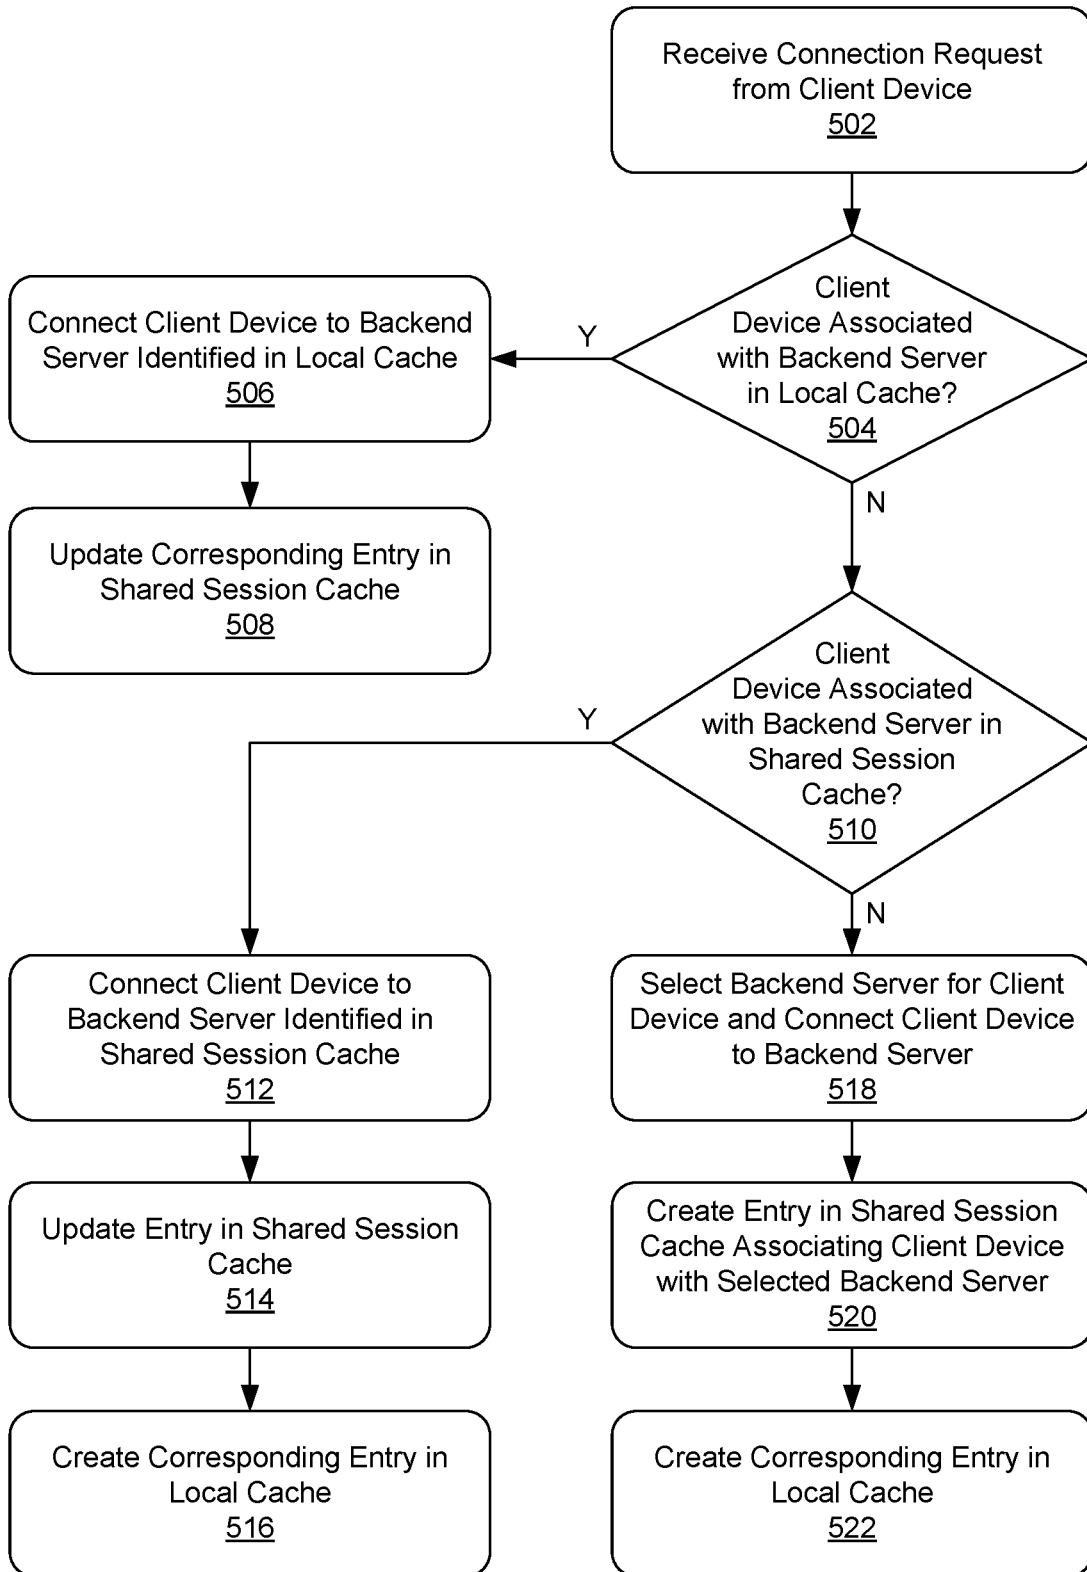 Receive Connection Request
from Client Device
502
Client
Device Associated
with Backend Server
in Local Cache?
504
Y
N
Connect Client Device to Backend
Server Identified in Local Cache
506
Update Corresponding Entry in
Shared Session Cache
508
Client
Device Associated
with Backend Server in
Shared Session
Cache?
510
Y
N
Connect Client Device to
Backend Server Identified in
Shared Session Cache
512
Update Entry in Shared Session
Cache
514
Create Corresponding Entry in
Local Cache
516
Select Backend Server for Client
Device and Connect Client Device
to Backend Server
518
Create Entry in Shared Session
Cache Associating Client Device
with Selected Backend Server
520
Create Corresponding Entry in
Local Cache
522